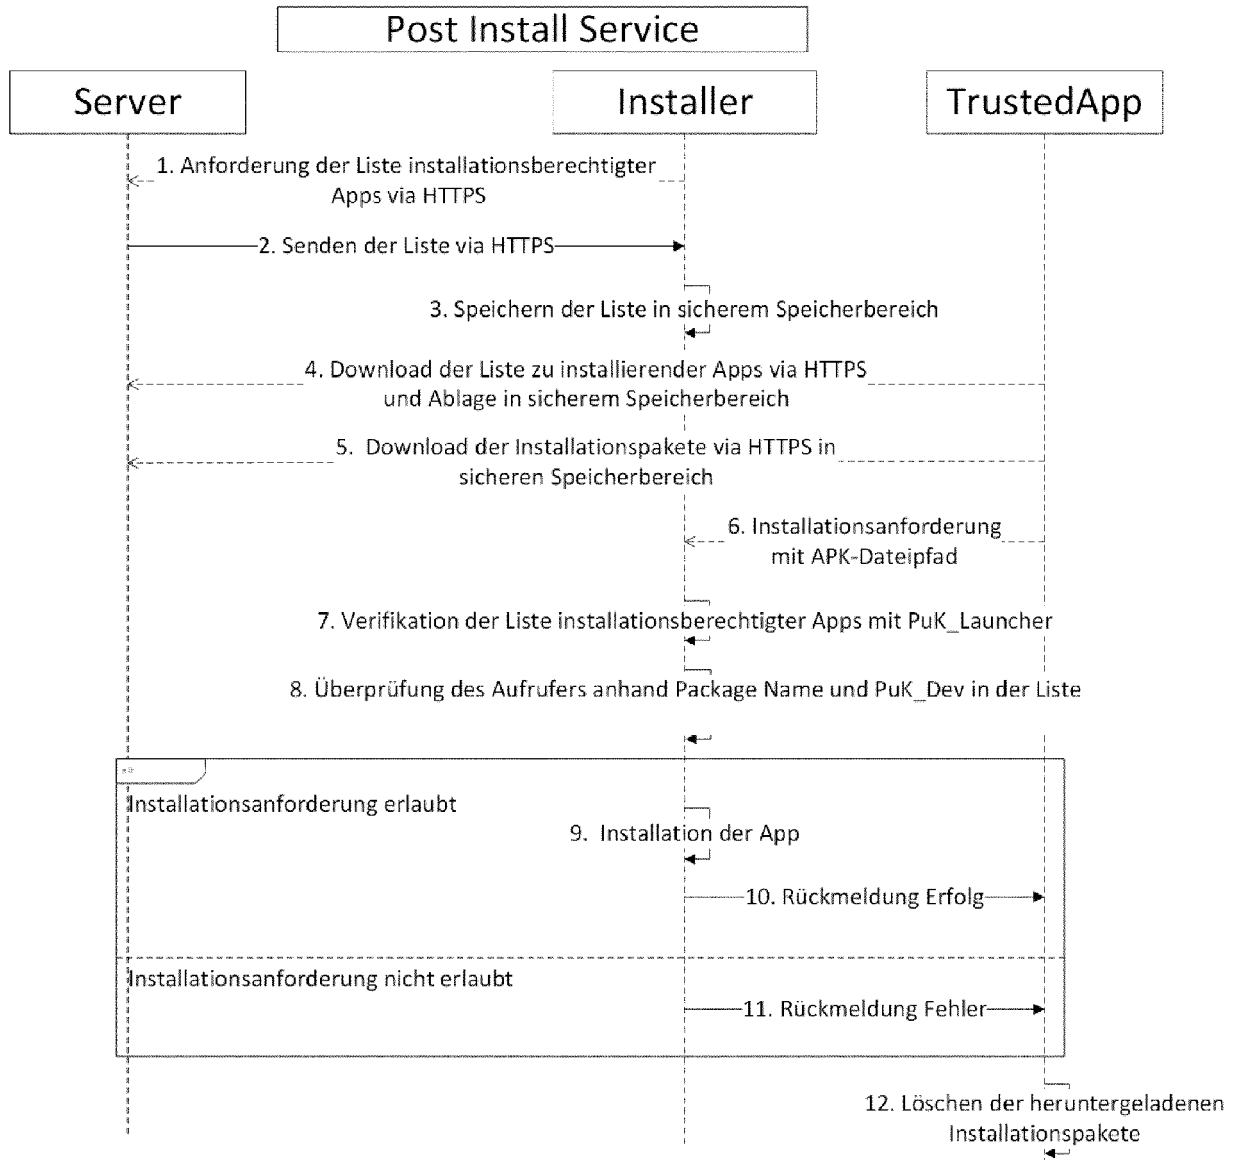 Post Install Service
Server
Installer
TrustedApp
1. Anforderung der Liste installationsberechtigter
Apps via HTTPS
2. Senden der Liste via HTTPS
3. Speichern der Liste in sicherem Speicherbereich
4. Download der Liste zu installierender Apps via HTTPS
und Ablage in sicherem Speicherbereich
5. Download der Installationspakete via HTTPS in
sicheren Speicherbereich
6. Installationsanforderung
mit APK-Dateipfad
7. Verifikation der Liste installationsberechtigter Apps mit PuK_Launcher
8. Überprüfung des Aufrufers anhand Package Name und PuK_Dev in der Liste
Installationsanforderung erlaubt
9. Installation der App
10. Rückmeldung Erfolg
Installationsanforderung nicht erlaubt
11. Rückmeldung Fehler
12. Löschen der heruntergeladenen
Installationspakete